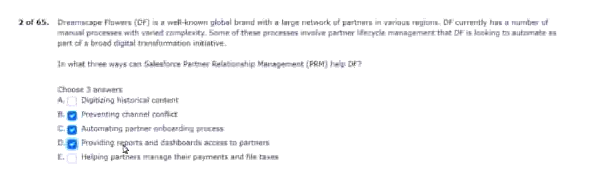 2 of 65. Dreamscape Flowers (DF) is a well-known global brand with a large network of partners in various regions. DF currently has a number of
manual processes with varied complexity. Some of these processes involve partner lifecycle management that DF is looking to automate as
part of a broad digital transformation initiative.
In what three ways can Salesforce Partner Relationship Management (PRM) help DF?
Choose 3 answers
A. Digitizing historical content
B. Preventing channel conflict
C. Automating partner onboarding process
D. Providing reports and dashboards access to partners
E. Helping partners manage their payments and file taxes